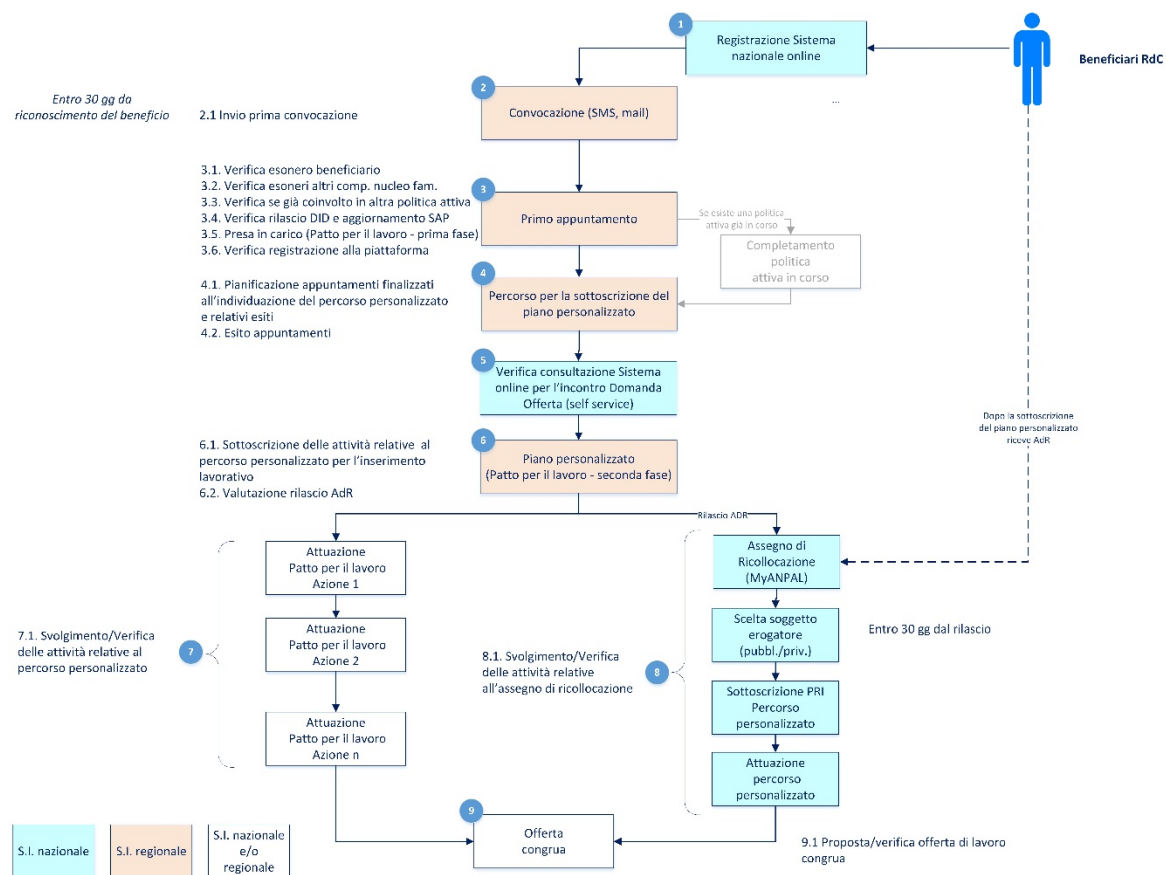 1
Registrazione Sistema
nazionale online
Beneficiari RdC
...
Entro 30 gg da
riconoscimento del beneficio
2.1 Invio prima convocazione
2
Convocazione (SMS, mail)
3.1. Verifica esonero beneficiario
3.2. Verifica esoneri altri comp. nucleo fam.
3.3. Verifica se già coinvolto in altra politica attiva
3.4. Verifica rilascio DID e aggiornamento SAP
3.5. Presa in carico (Patto per il lavoro - prima fase)
3.6. Verifica registrazione alla piattaforma
3
Primo appuntamento
Se esiste una politica
attiva già in corso
Completamento
politica
attiva in corso
4.1. Pianificazione appuntamenti finalizzati
all'individuazione del percorso personalizzato
e relativi esiti
4.2. Esito appuntamenti
4
Percorso per la sottoscrizione del
piano personalizzato
5
Verifica consultazione Sistema
online per l'incontro Domanda
Offerta (self service)
Dopo la sottoscrizione
del piano personalizzato
riceve AdR
6.1. Sottoscrizione delle attività relative al
percorso personalizzato per l'inserimento
lavorativo
6.2. Valutazione rilascio AdR
6
Piano personalizzato
(Patto per il lavoro - seconda fase)
Rilascio ADR
7.1. Svolgimento/Verifica
delle attività relative al
percorso personalizzato
7
Attuazione
Patto per il lavoro
Azione 1
Attuazione
Patto per il lavoro
Azione 2
Attuazione
Patto per il lavoro
Azione n
8.1. Svolgimento/Verifica
delle attività relative
all'assegno di ricollocazione
8
Assegno di
Ricollocazione
(MyANPAL)
Scelta soggetto
erogatore
(pubbl./priv.)
Entro 30 gg dal rilascio
Sottoscrizione PRI
Percorso
personalizzato
Attuazione
percorso
personalizzato
9
Offerta
congrua
9.1 Proposta/verifica offerta di lavoro
congrua
S.I. nazionale
S.I. regionale
S.I. nazionale
e/o
regionale